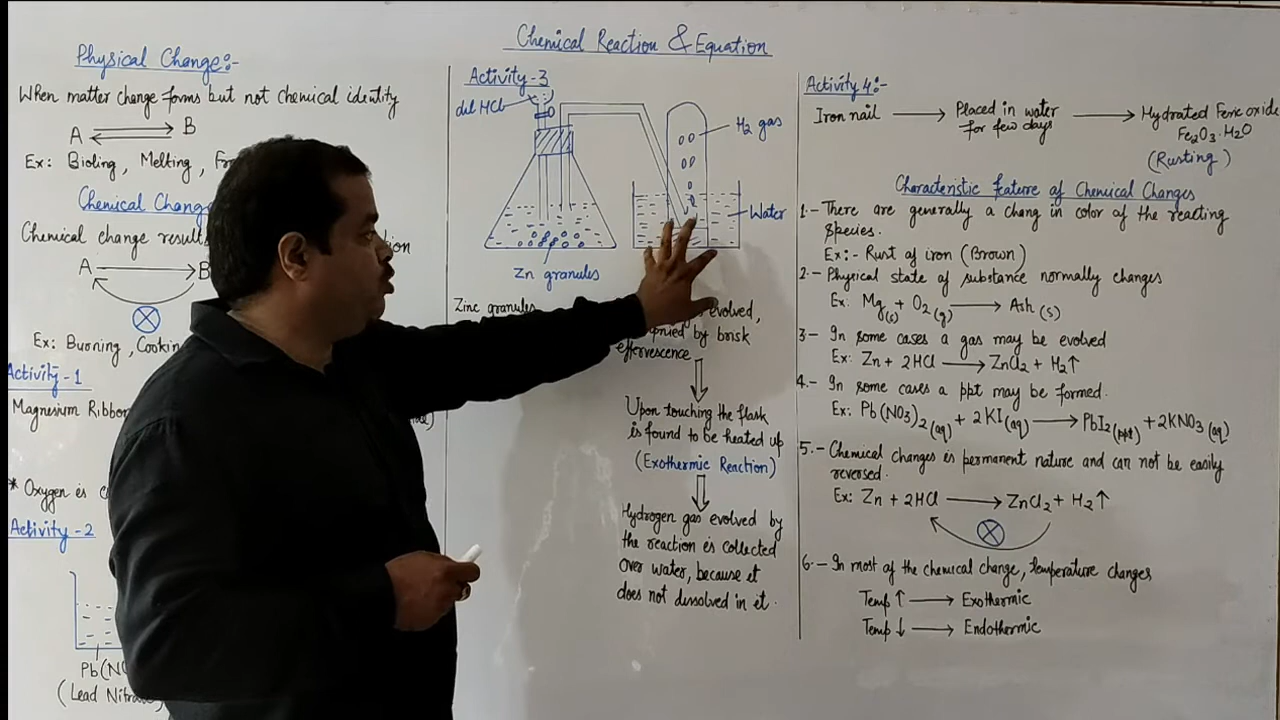 Chemical Reaction & Equation
Physical Change:-
When matter change forms but not chemical identity
A B
Ex: Bioling, Melting,
Chemical
Chemical change
A B
Ex: Burning,
Activity-1
Magnesium Ribbon
* Oxygen is
Activity-2
(Lead
Activity-3
dil HCl
H2 gas
Water
Zn granules
Zinc granules
evolved,
by brisk
effervescence
Upon touching the flask
is found to be heated up
(Exothermic Reaction)
Hydrogen gas evolved by
the reaction is collected
over water, because it
does not dissolved in it.
Activity 4:-
Iron nail → Placed in water → Hydrated Ferric oxide
for few days Fe2O3·H2O
(Rusting)
Characteristic feature of Chemical Changes
1.- There are generally a chang in color of the reacting
species.
Ex:- Rust of iron (Brown)
2.- Physical state of substance normally changes
Ex: Mg(s) + O2(g) → Ash(s)
3- In some cases a gas may be evolved
Ex: Zn + 2HCl → ZnCl2 + H2↑
4.- In some cases a ppt may be formed.
Ex: Pb(NO3)2(aq) + 2KI(aq) → PbI2(ppt) + 2KNO3(aq)
5.- Chemical changes is permanent nature and can not be easily
reversed.
Ex: Zn + 2HCl → ZnCl2 + H2↑
6.- In most of the chemical change, temperature changes
Temp ↑ → Exothermic
Temp ↓ → Endothermic